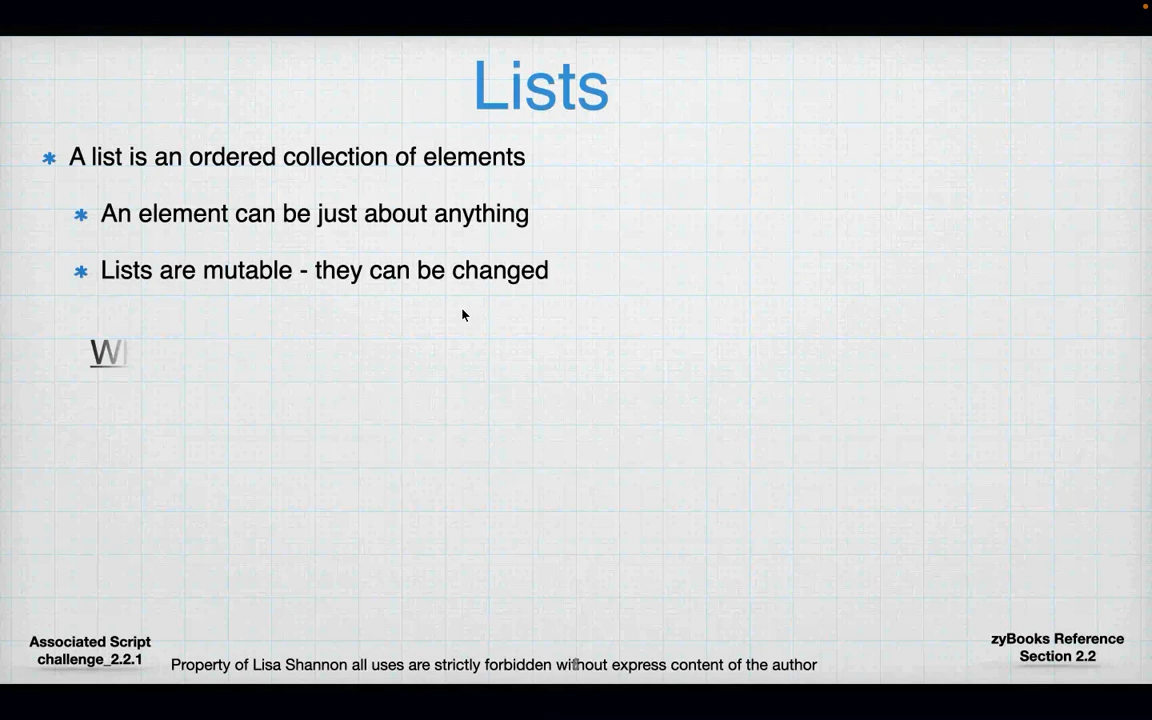 Lists
* A list is an ordered collection of elements
* An element can be just about anything
* Lists are mutable - they can be changed
Associated Script
challenge_2.2.1
Property of Lisa Shannon all uses are strictly forbidden without express content of the author
zyBooks Reference
Section 2.2